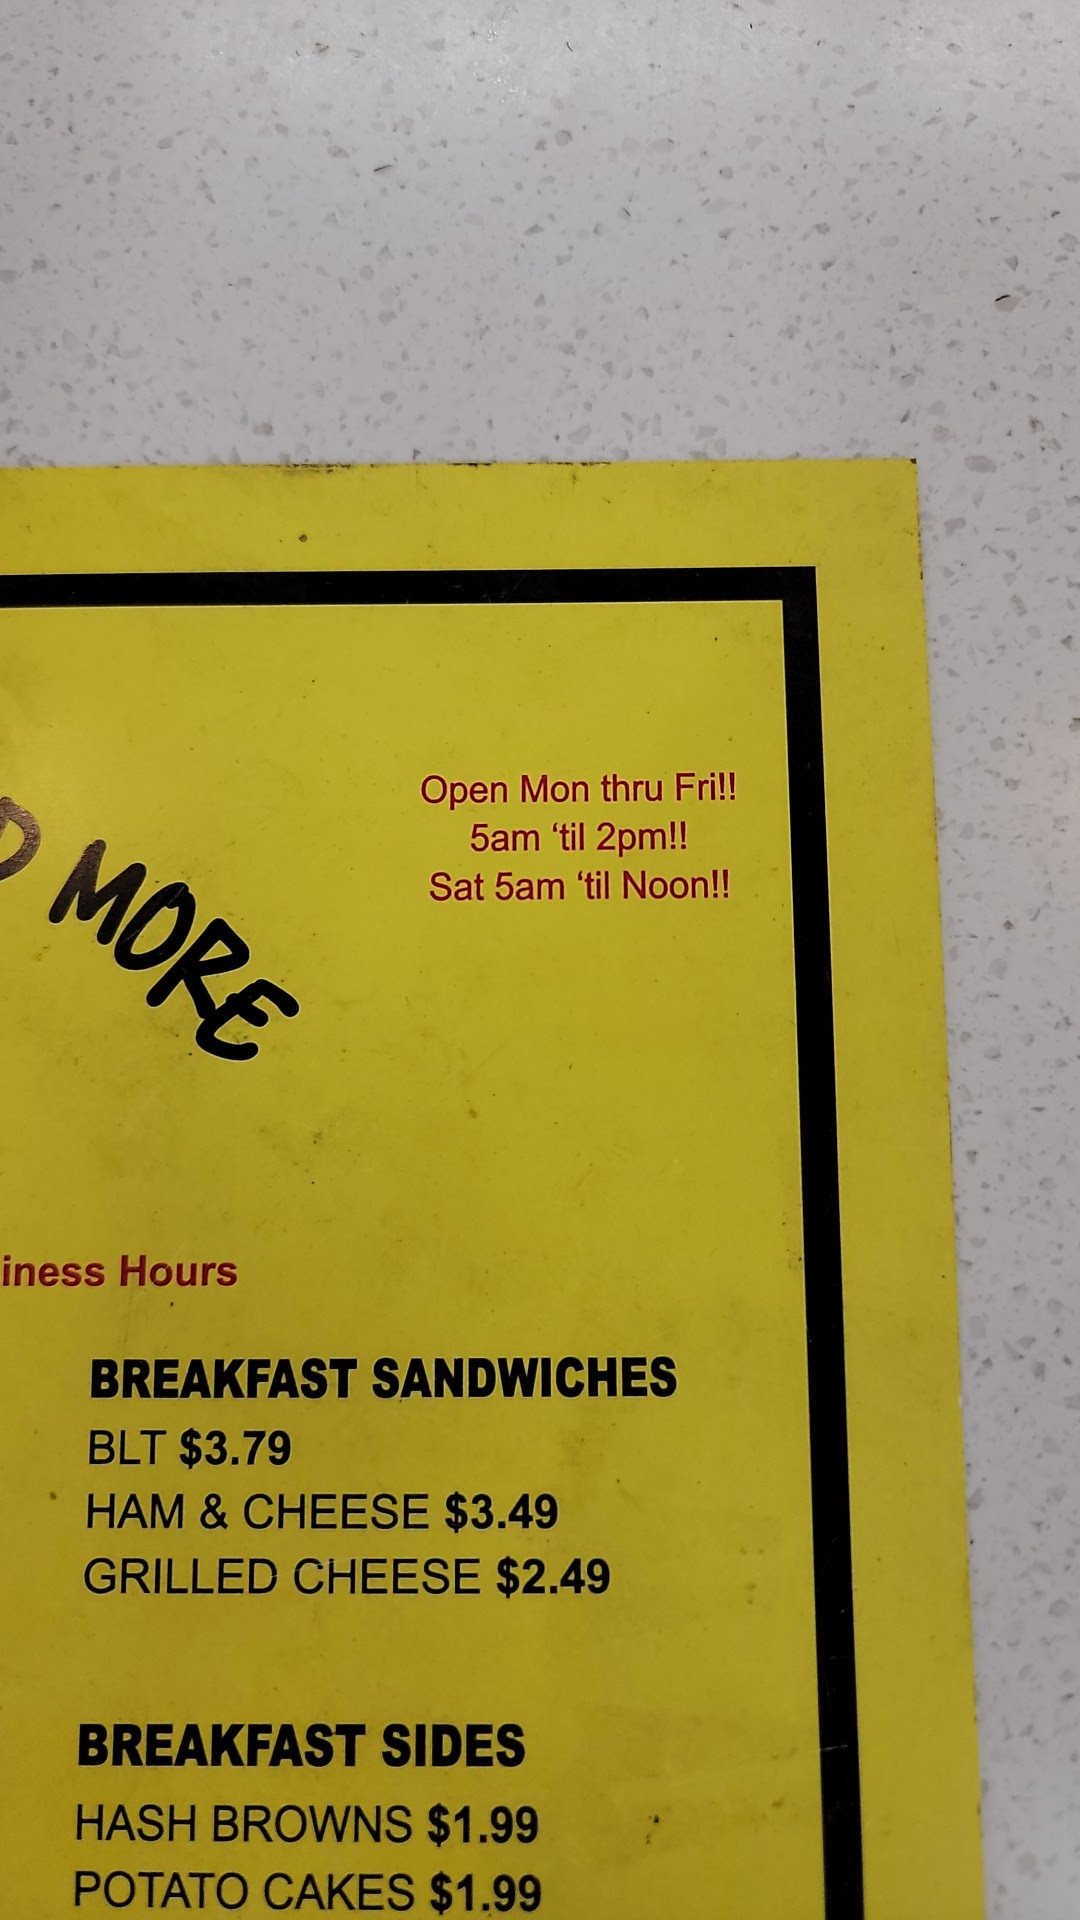 MORE
Open Mon thru Fri!!
5am ‘til 2pm!!
Sat 5am ‘til Noon!!
Hours
BREAKFAST SANDWICHES
BLT $3.79
HAM & CHEESE $3.49
GRILLED CHEESE $2.49
BREAKFAST SIDES
HASH BROWNS $1.99
POTATO CAKES $1.99